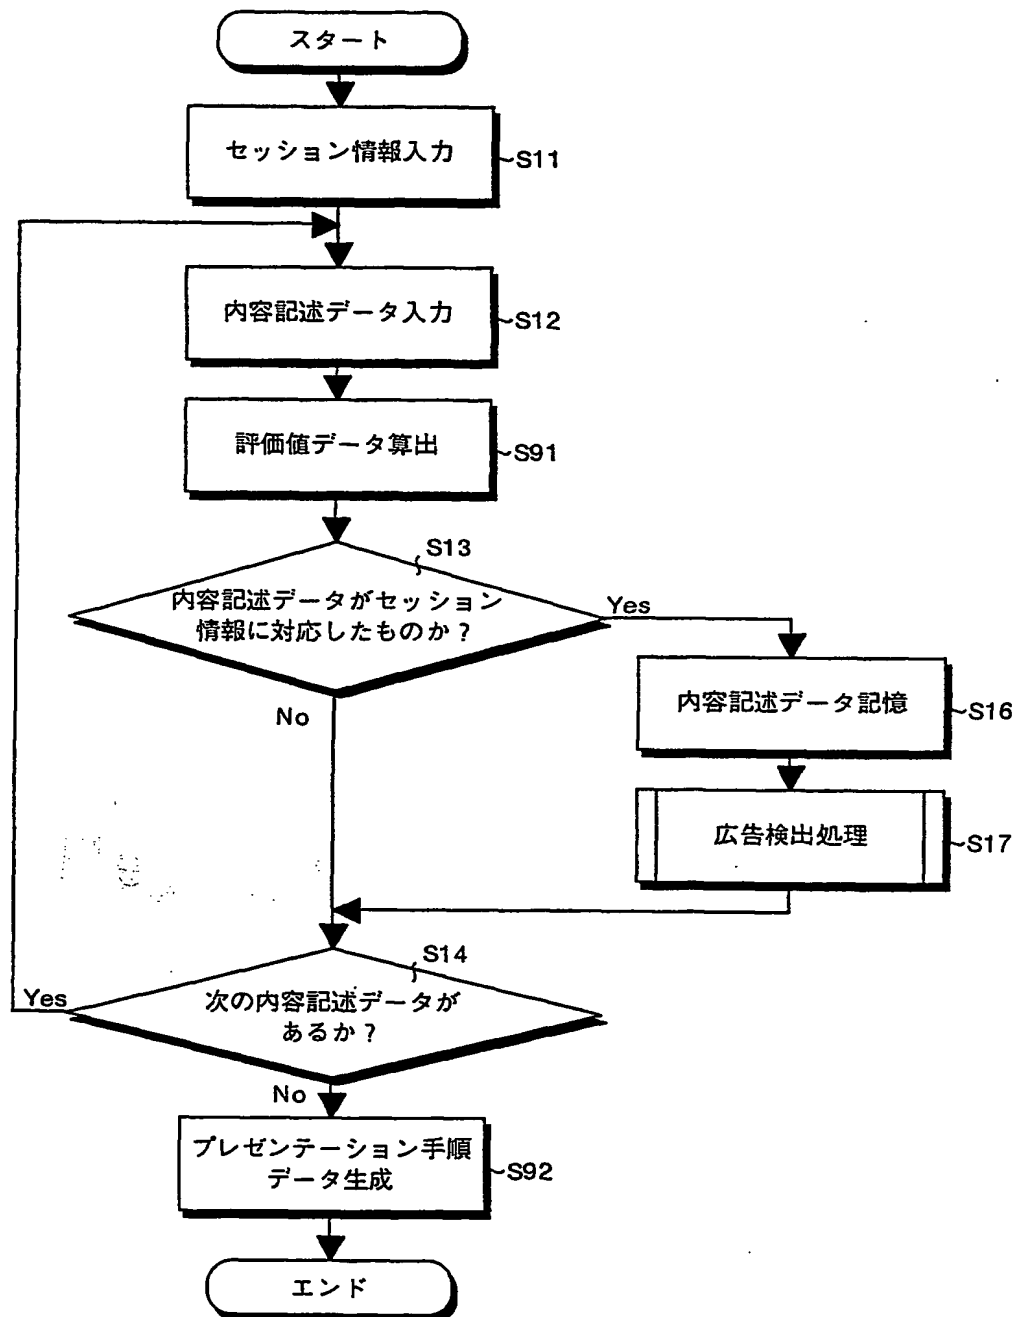 スタート
セッション情報入力
S11
内容記述データ入力
S12
評価値データ算出
S91
S13
内容記述データがセッション
情報に対応したものか？
Yes
No
内容記述データ記憶
S16
広告検出処理
S17
S14
次の内容記述データが
あるか？
Yes
No
プレゼンテーション手順
データ生成
S92
エンド